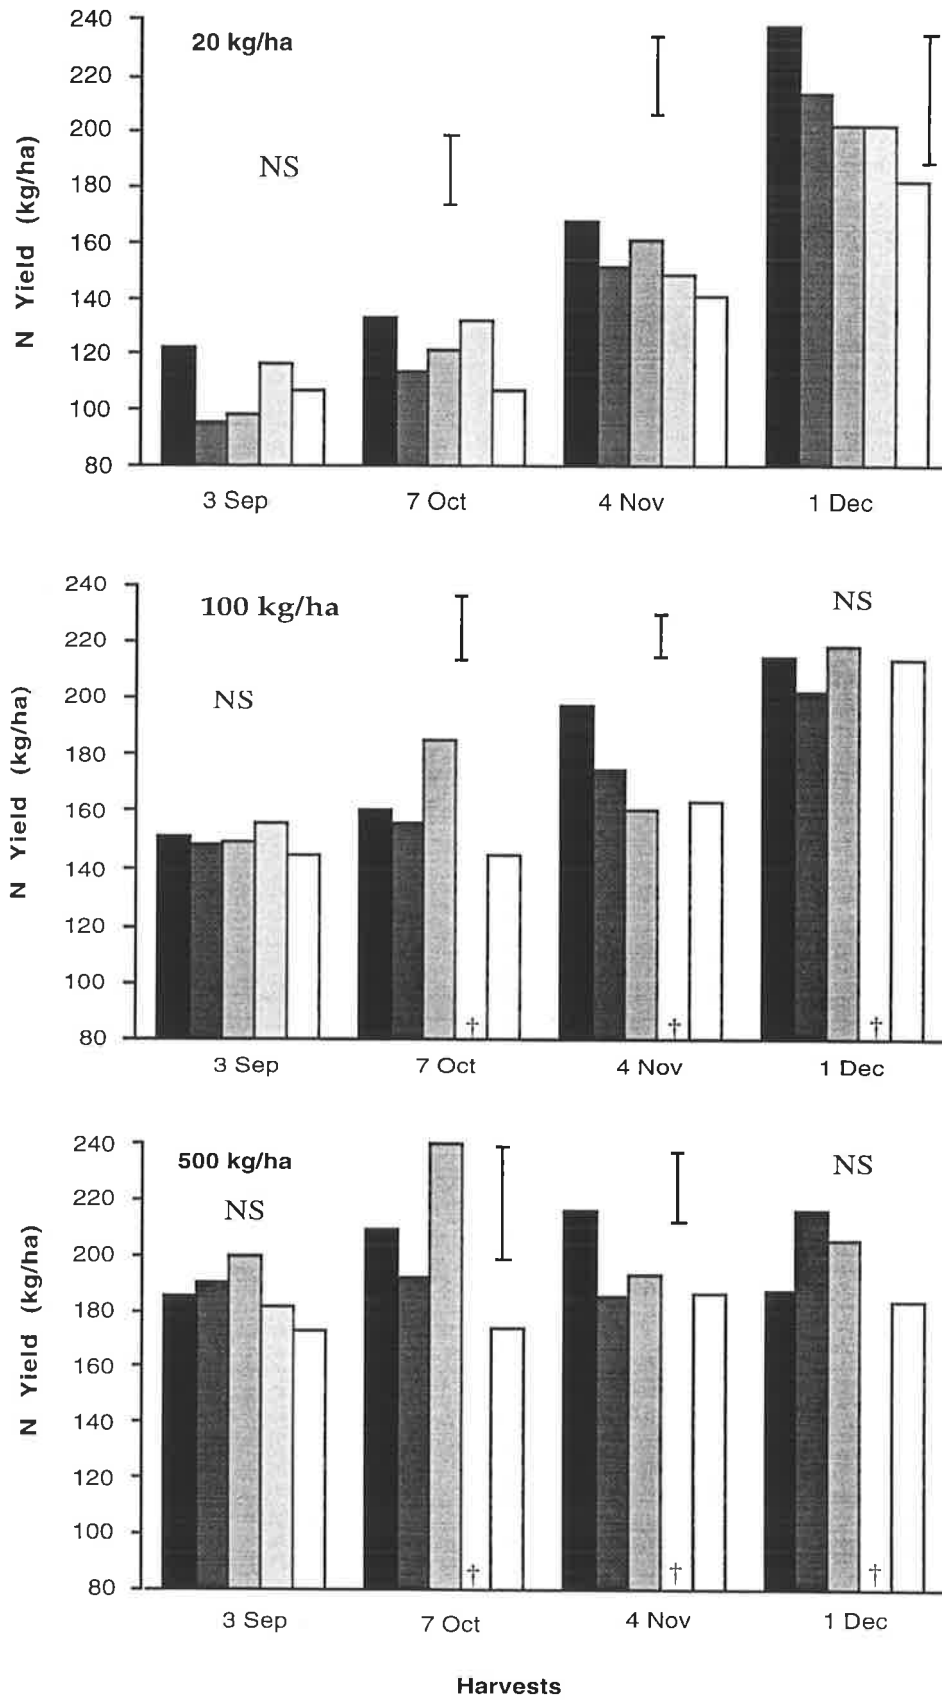 240
20 kg/ha
220
200
NS
180
160
140
120
100
80
N Yield (kg/ha)
3 Sep 7 Oct 4 Nov 1 Dec
240
100 kg/ha
NS
220
NS
200
180
160
140
120
100
80
† † †
N Yield (kg/ha)
3 Sep 7 Oct 4 Nov 1 Dec
240
500 kg/ha
NS
220
NS
200
180
160
140
120
100
80
† † †
N Yield (kg/ha)
3 Sep 7 Oct 4 Nov 1 Dec
Harvests